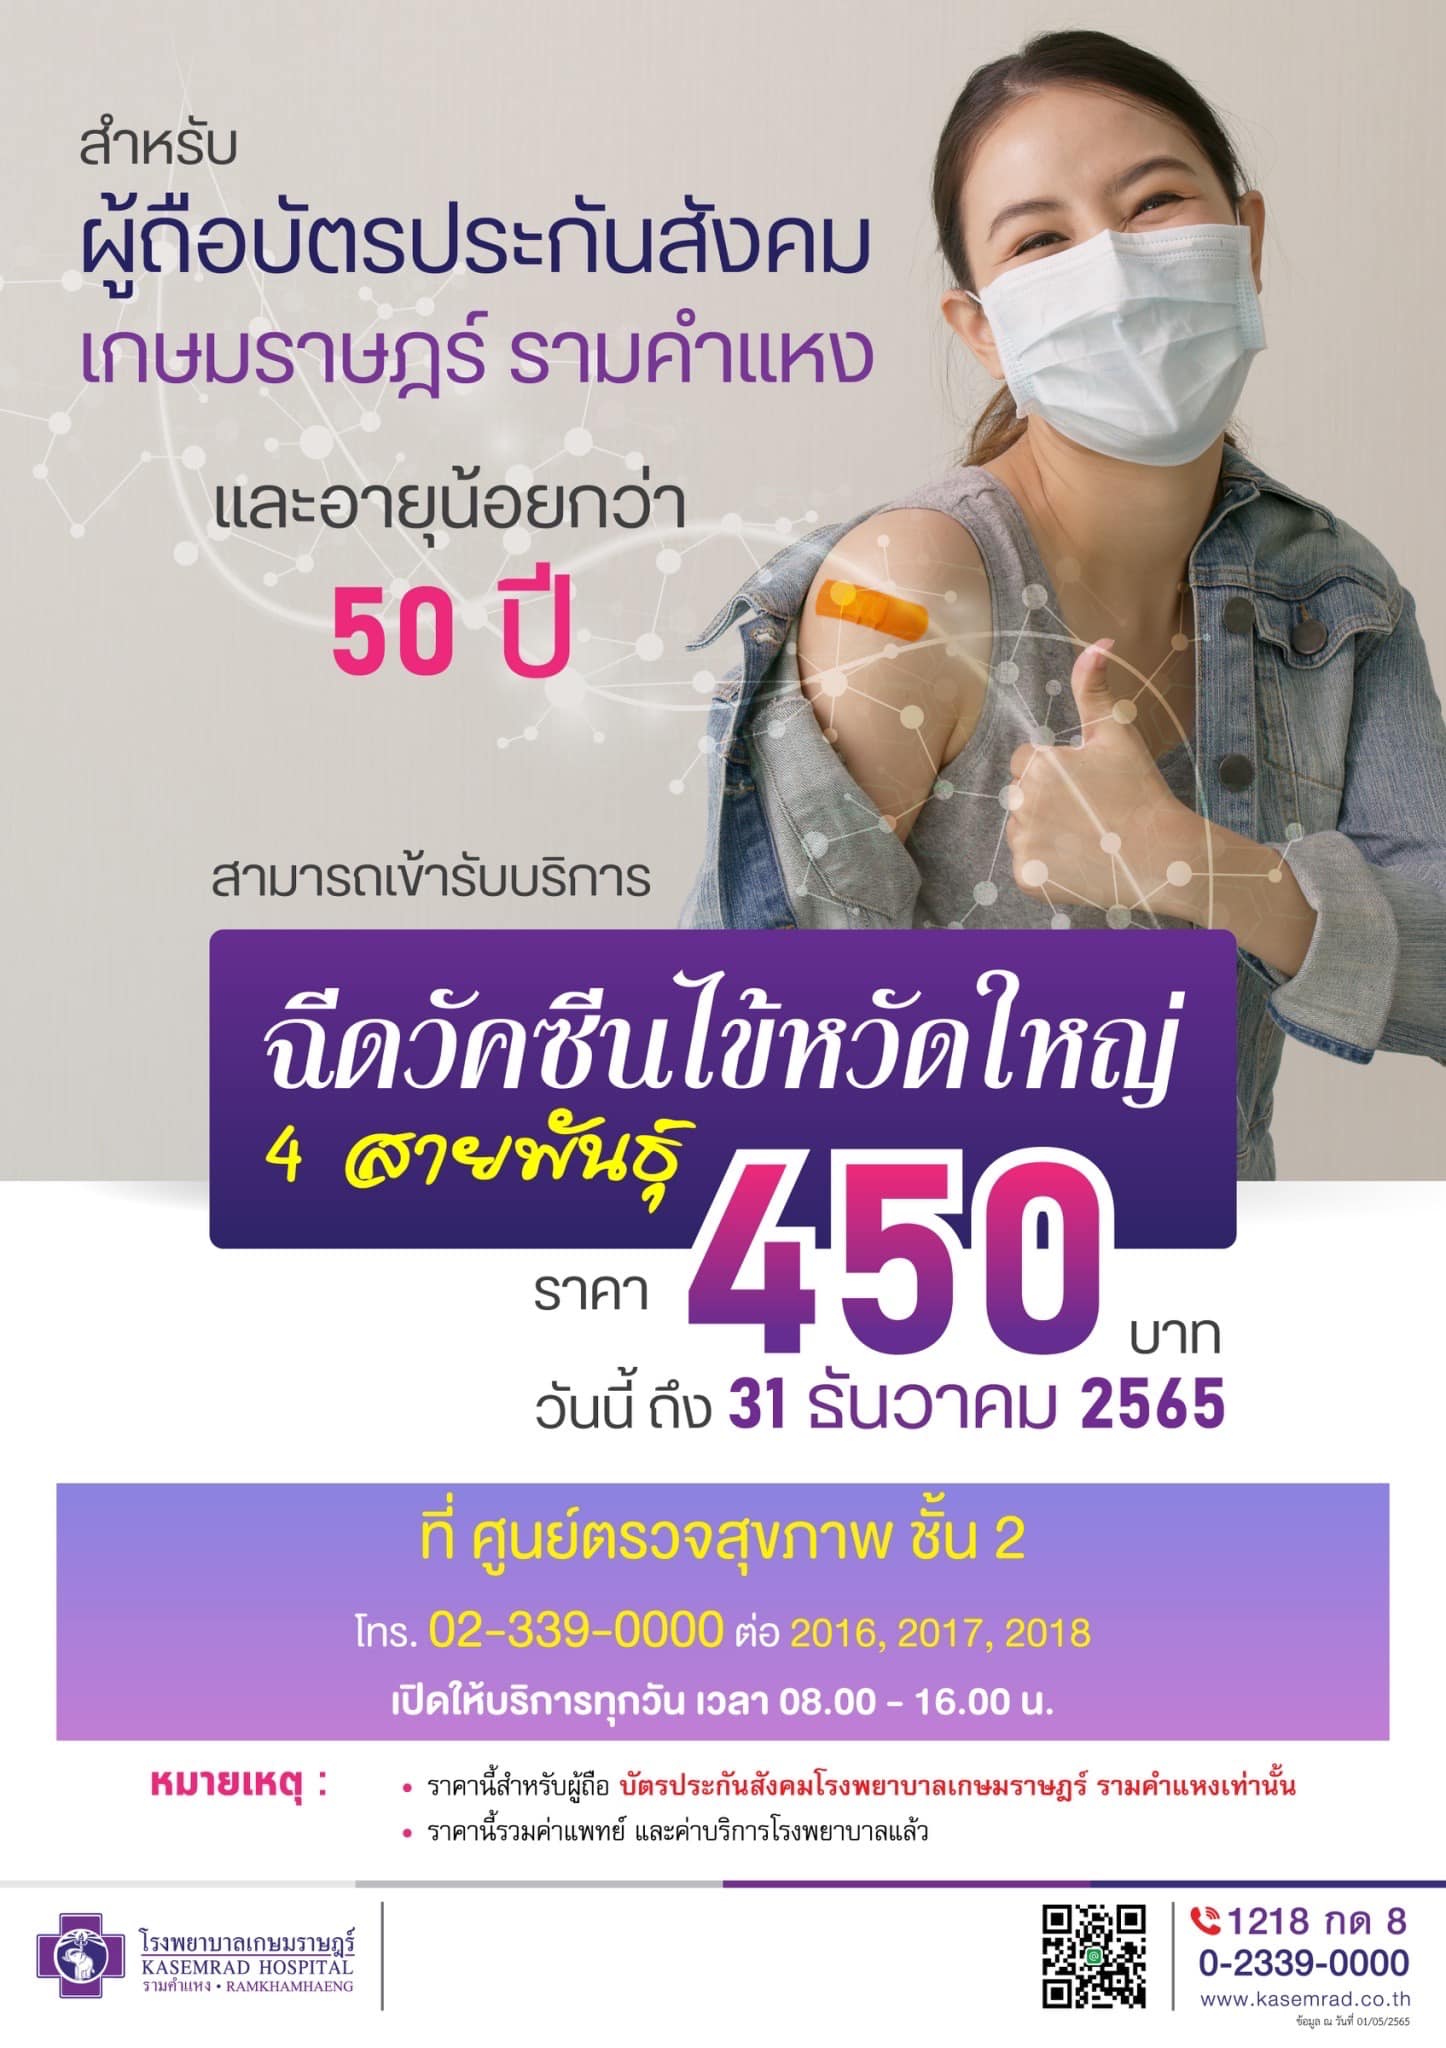 สำหรับ
ผู้ถือบัตรประกันสังคม
เกษมราษฎร์ รามคำแหง
และอายุน้อยกว่า
50 ปี
สามารถเข้ารับบริการ
ฉีดวัคซีนไข้หวัดใหญ่
4 สายพันธุ์
ราคา 450 บาท
วันนี้ ถึง 31 ธันวาคม 2565
ที่ ศูนย์ตรวจสุขภาพ ชั้น 2
โทร. 02-339-0000 ต่อ 2016, 2017, 2018
เปิดให้บริการทุกวัน เวลา 08.00 - 16.00 น.
หมายเหตุ :
• ราคานี้สำหรับผู้ถือ บัตรประกันสังคมโรงพยาบาลเกษมราษฎร์ รามคำแหงเท่านั้น
• ราคานี้รวมค่าแพทย์ และค่าบริการโรงพยาบาลแล้ว
โรงพยาบาลเกษมราษฎร์
KASEMRAD HOSPITAL
รามคำแหง • RAMKHAMHAENG
1218 กด 8
0-2339-0000
www.kasemrad.co.th
ข้อมูล ณ วันที่ 01/05/2565